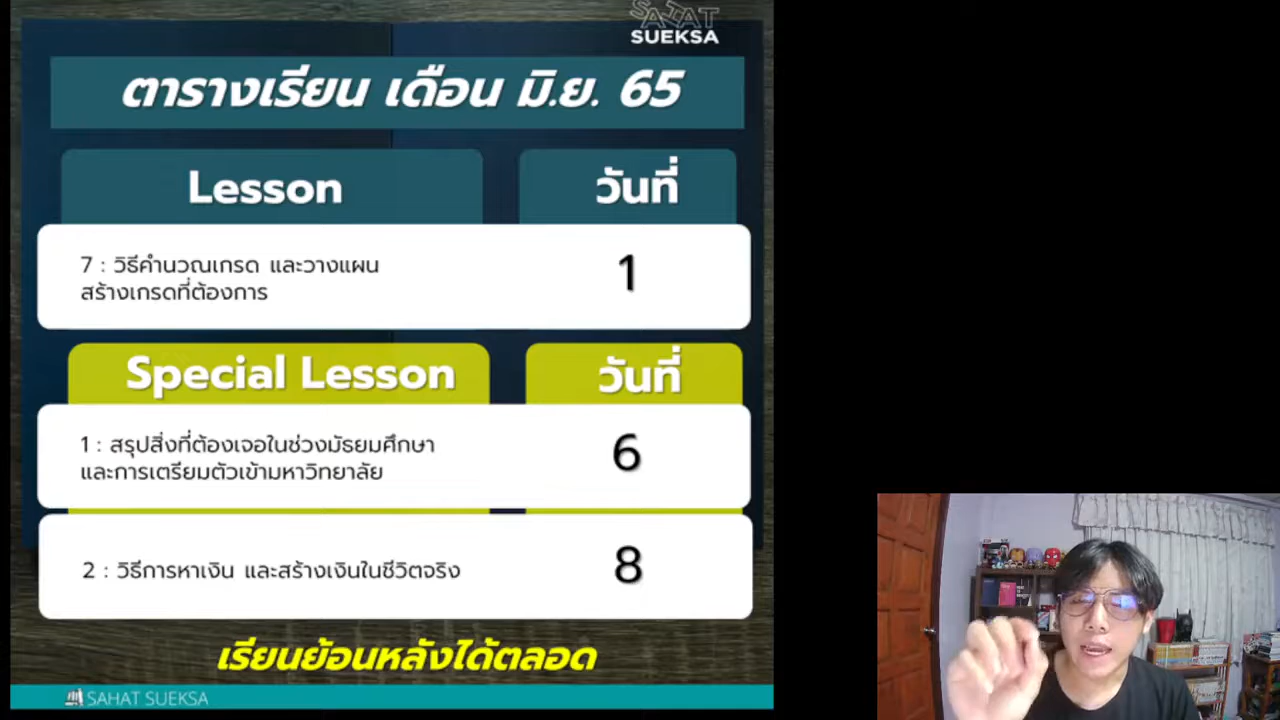 SAHAT
SUEKSA
ตารางเรียน เดือน มิ.ย. 65
Lesson
วันที่
7 : วิธีคำนวณเกรด และวางแผน
สร้างเกรดที่ต้องการ
1
Special Lesson
วันที่
1 : สรุปสิ่งที่ต้องเจอในช่วงมัธยมศึกษา
และการเตรียมตัวเข้ามหาวิทยาลัย
6
2 : วิธีการหาเงิน และสร้างเงินในชีวิตจริง
8
เรียนย้อนหลังได้ตลอด
SAHAT SUEKSA